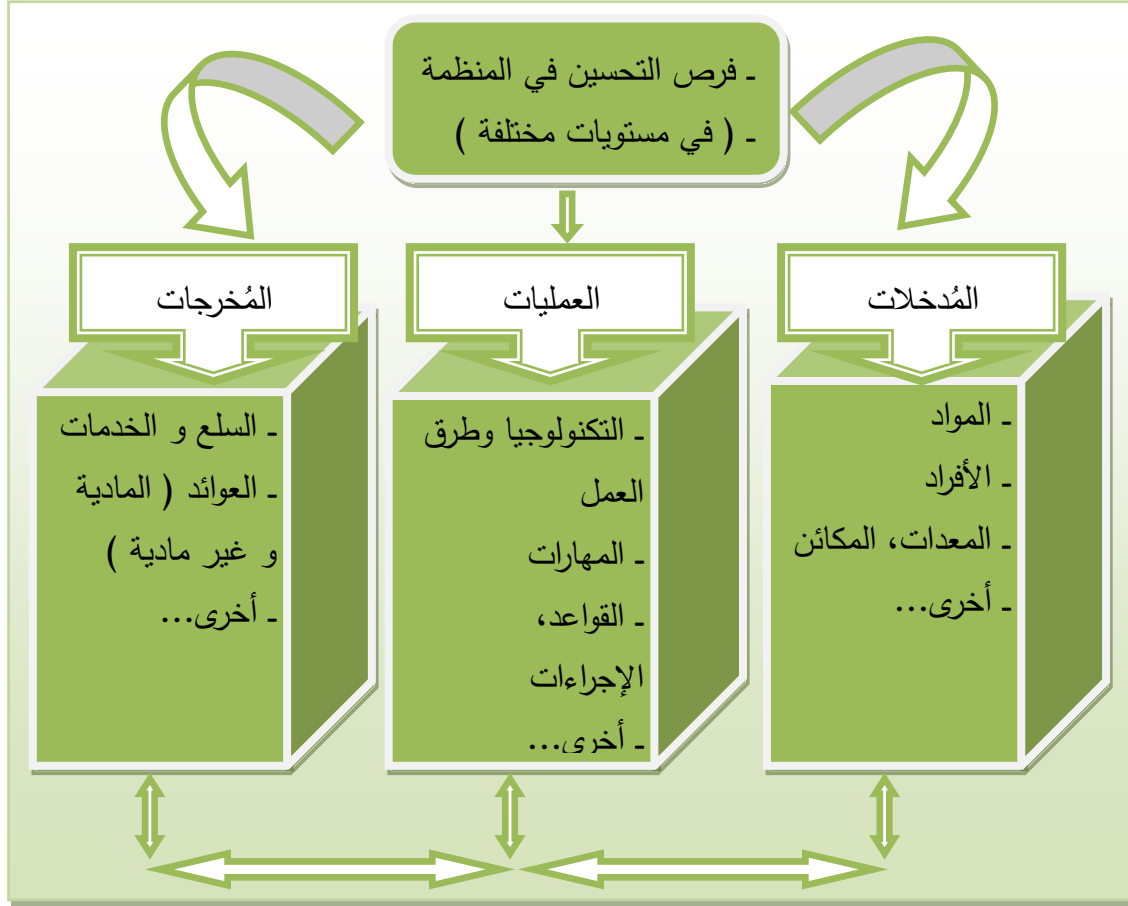 ـ فرص التحسين في المنظمة
ـ ( في مستويات مختلفة )
المُدخلات
ـ المواد
ـ الأفراد
ـ المعدات، المكائن
ـ أخرى...
العمليات
ـ التكنولوجيا وطرق
العمل
ـ المهارات
ـ القواعد،
الإجراءات
ـ أخرى...
المُخرجات
ـ السلع و الخدمات
ـ العوائد ( المادية
و غير مادية )
ـ أخرى...